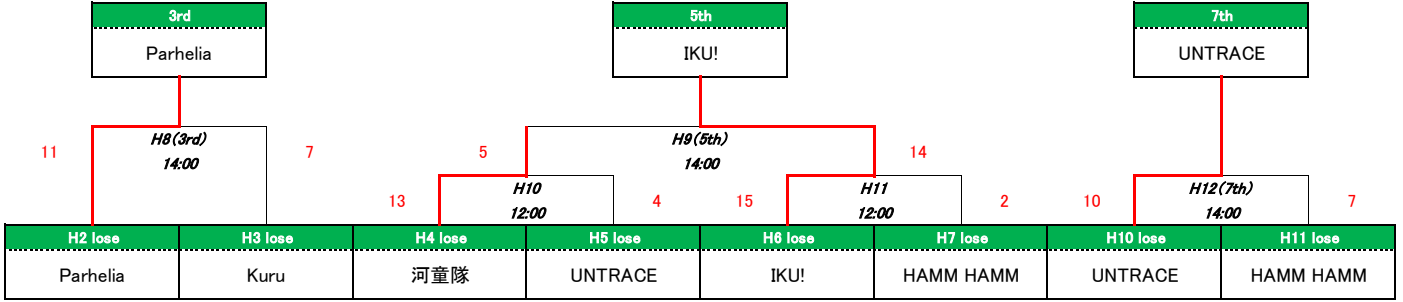 3rd
5th
7th
Parhelia
IKU!
UNTRACE
H8(3rd)
H9(5th)
11
7
5
14
14:00
14:00
H10
H11
H12(7th)
13
4
15
2
10
7
12:00
12:00
14:00
H2 lose
H3 lose
H4 lose
H5 lose
H6 lose
H7 lose
H10 lose
H11 lose
Parhelia
Kuru
河童隊
UNTRACE
IKU!
HAMM HAMM
UNTRACE
HAMM HAMM